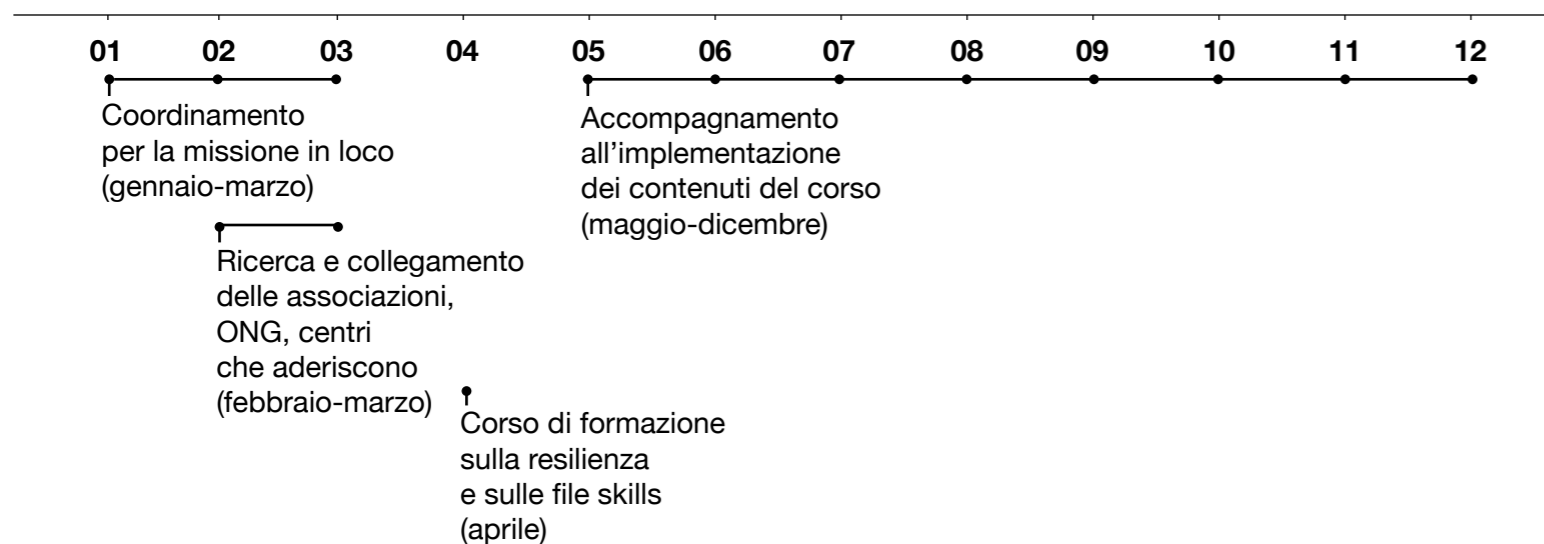 01 02 03 04 05 06 07 08 09 10 11 12
Coordinamento
per la missione in loco
(gennaio-marzo)
Ricerca e collegamento
delle associazioni,
ONG, centri
che aderiscono
(febbraio-marzo)
Corso di formazione
sulla resilienza
e sulle file skills
(aprile)
Accompagnamento
all’implementazione
dei contenuti del corso
(maggio-dicembre)